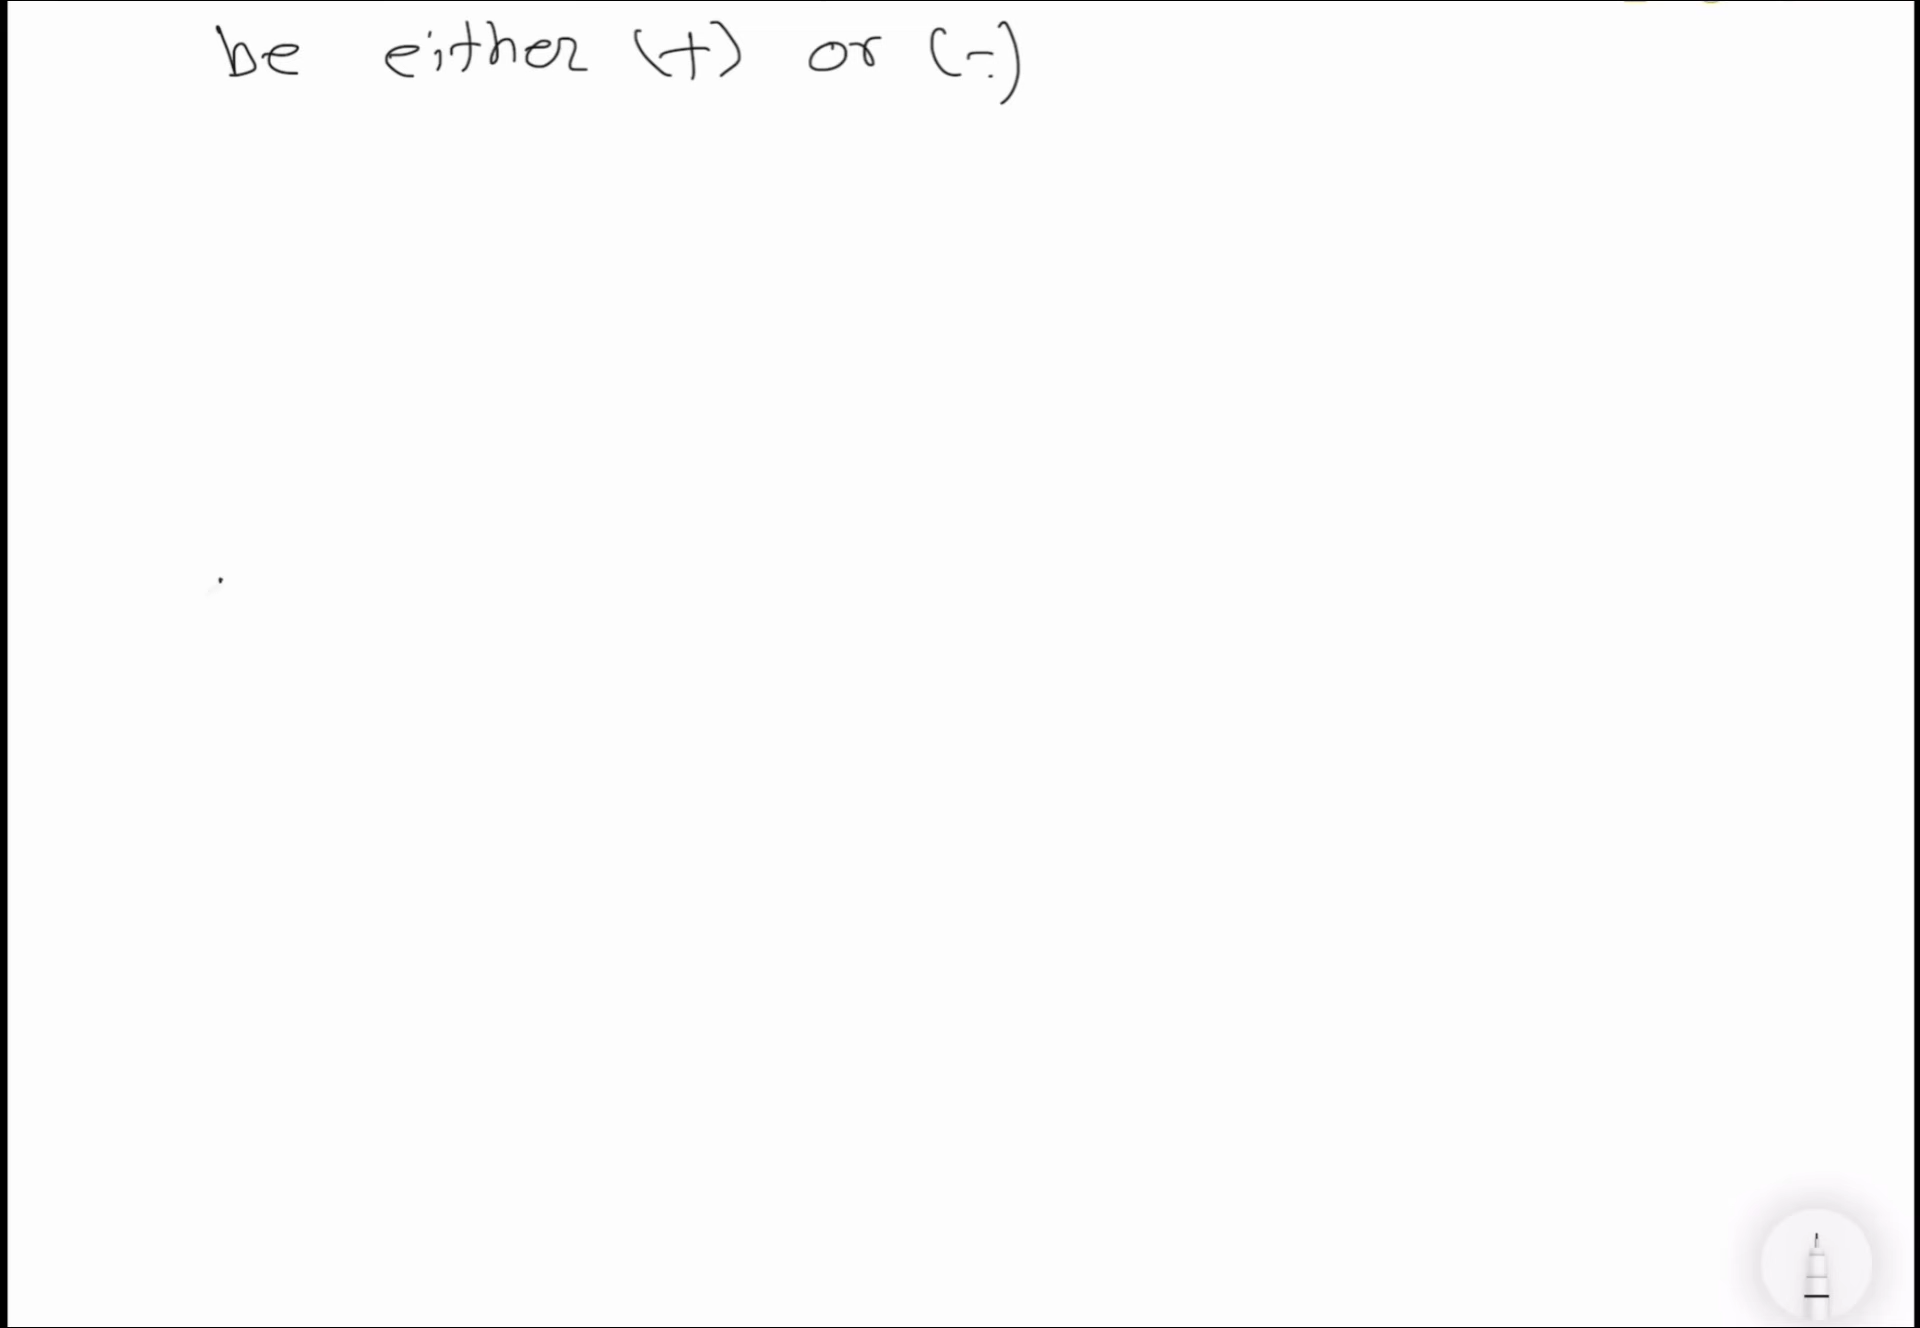 be either (+) or (-)